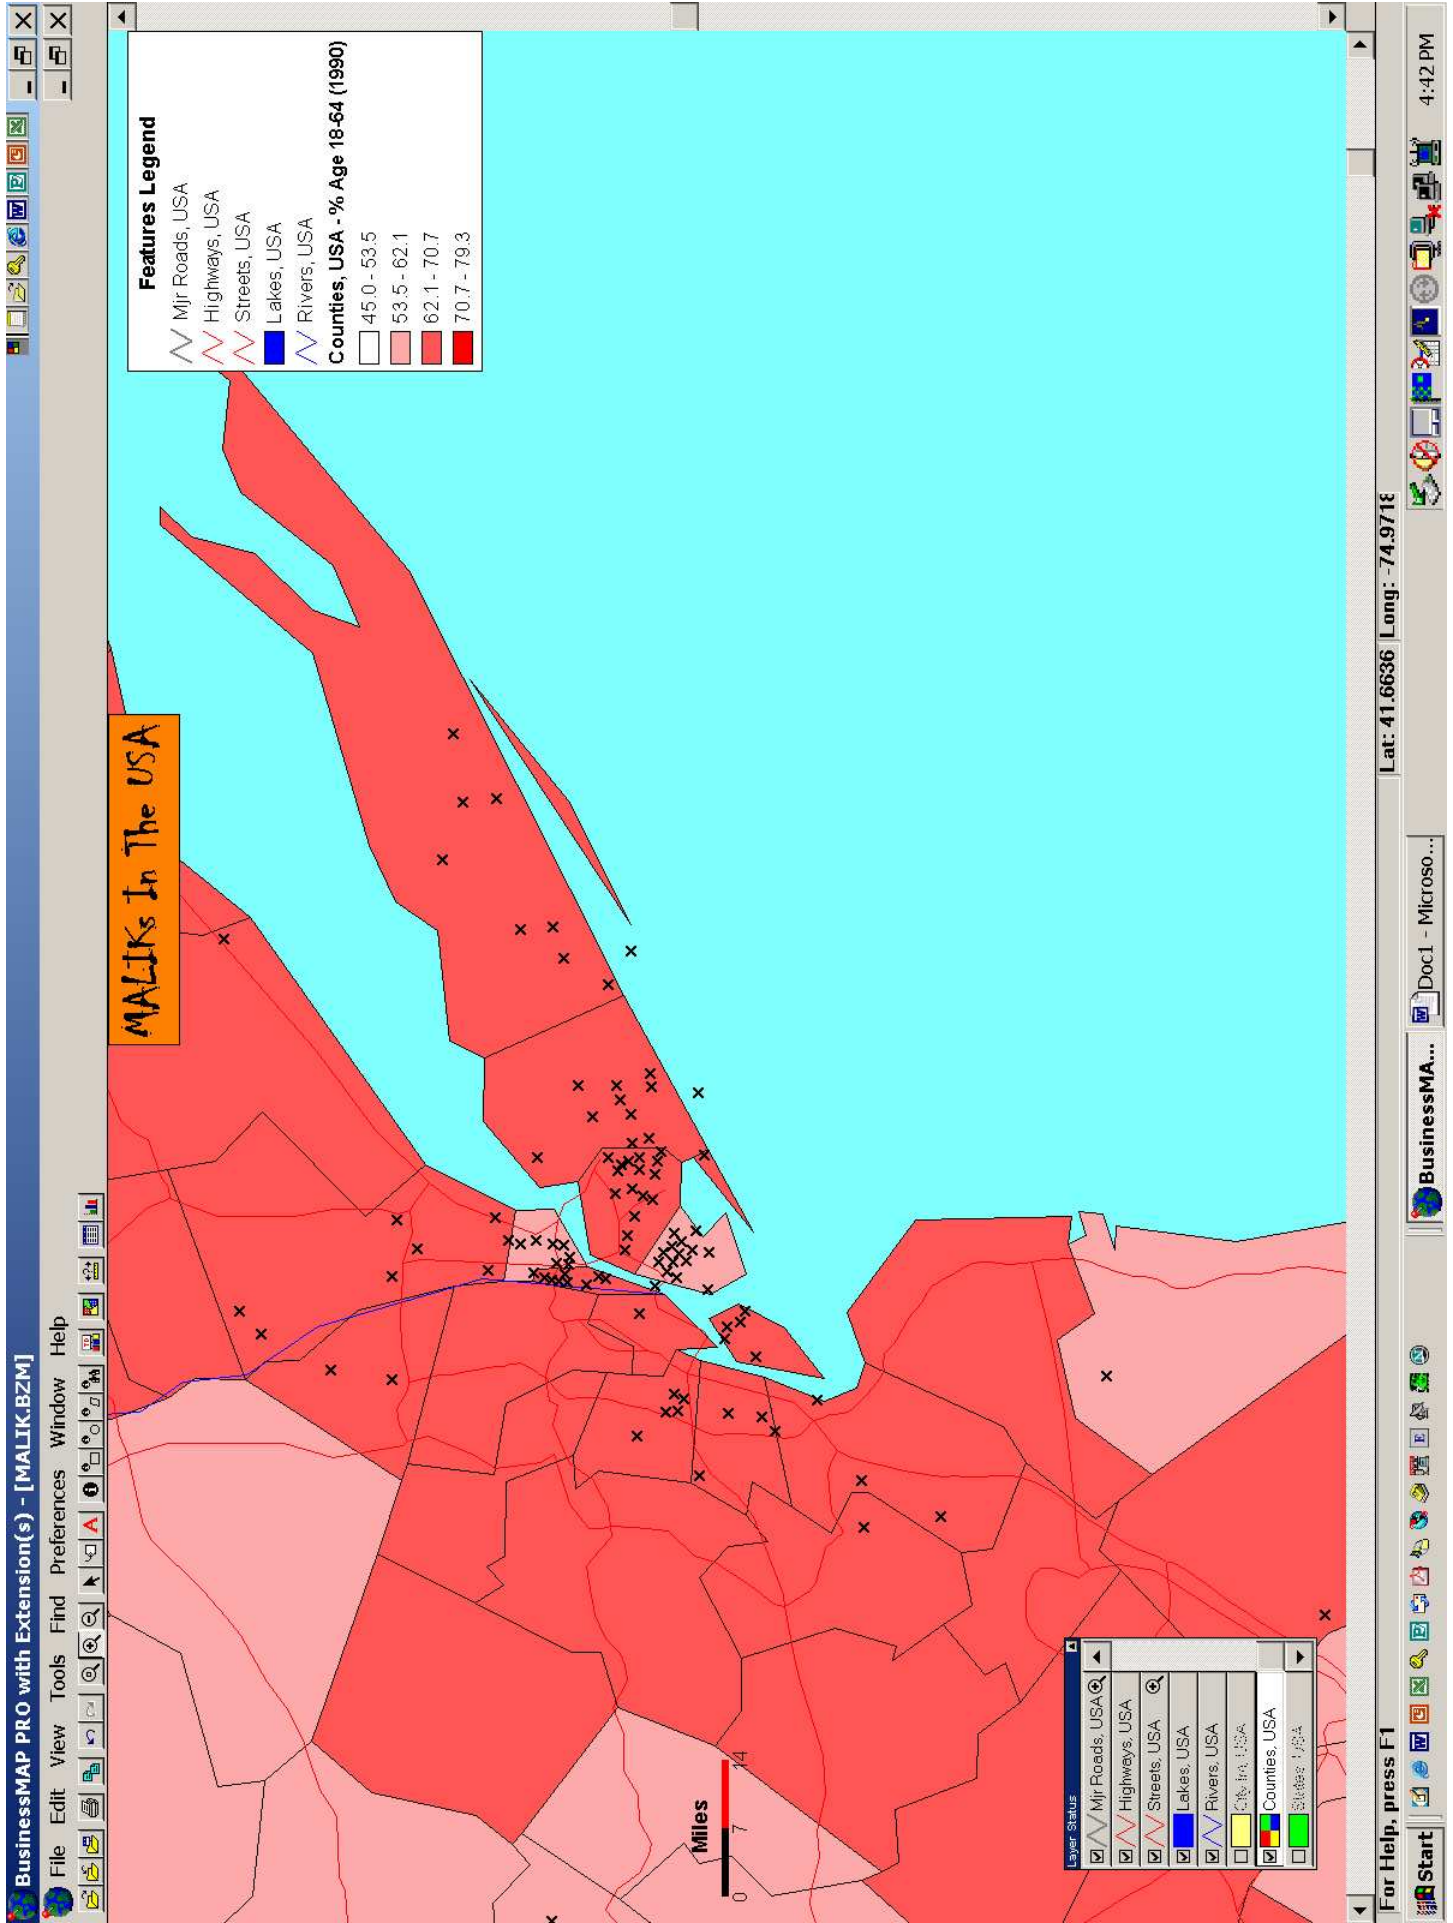 BusinessMAP PRO with Extension(s) - [MALIK.BZM]
File Edit View Tools Find Preferences Window Help
MALIKs In The USA
Features Legend
Mjr Roads, USA
Highways, USA
Streets, USA
Lakes, USA
Rivers, USA
Counties, USA - % Age 18-64 (1990)
45.0 - 53.5
53.5 - 62.1
62.1 - 70.7
70.7 - 79.3
Miles
0 7 14
Layer Status
Mjr Roads, USA
Highways, USA
Streets, USA
Lakes, USA
Rivers, USA
Counties, USA
States, USA
For Help, press F1
Lat: 41.6636 Long: -74.9718
Start
BusinessMA...
Doc1 - Microso...
4:42 PM